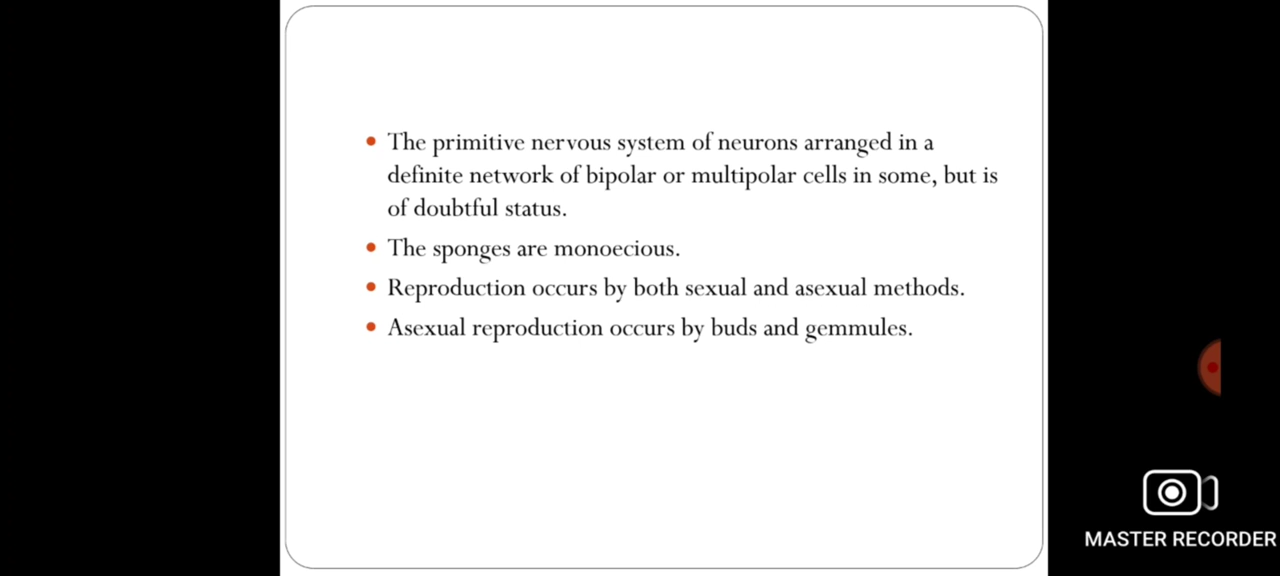 The primitive nervous system of neurons arranged in a
definite network of bipolar or multipolar cells in some, but is
of doubtful status.
The sponges are monoecious.
Reproduction occurs by both sexual and asexual methods.
Asexual reproduction occurs by buds and gemmules.
MASTER RECORDER